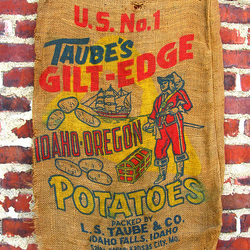 U.S. No. 1
TAUBE'S
GILT-EDGE
IDAHO-OREGON
POTATOES
PACKED BY
L.S. TAUBE & CO.
IDAHO FALLS, IDAHO